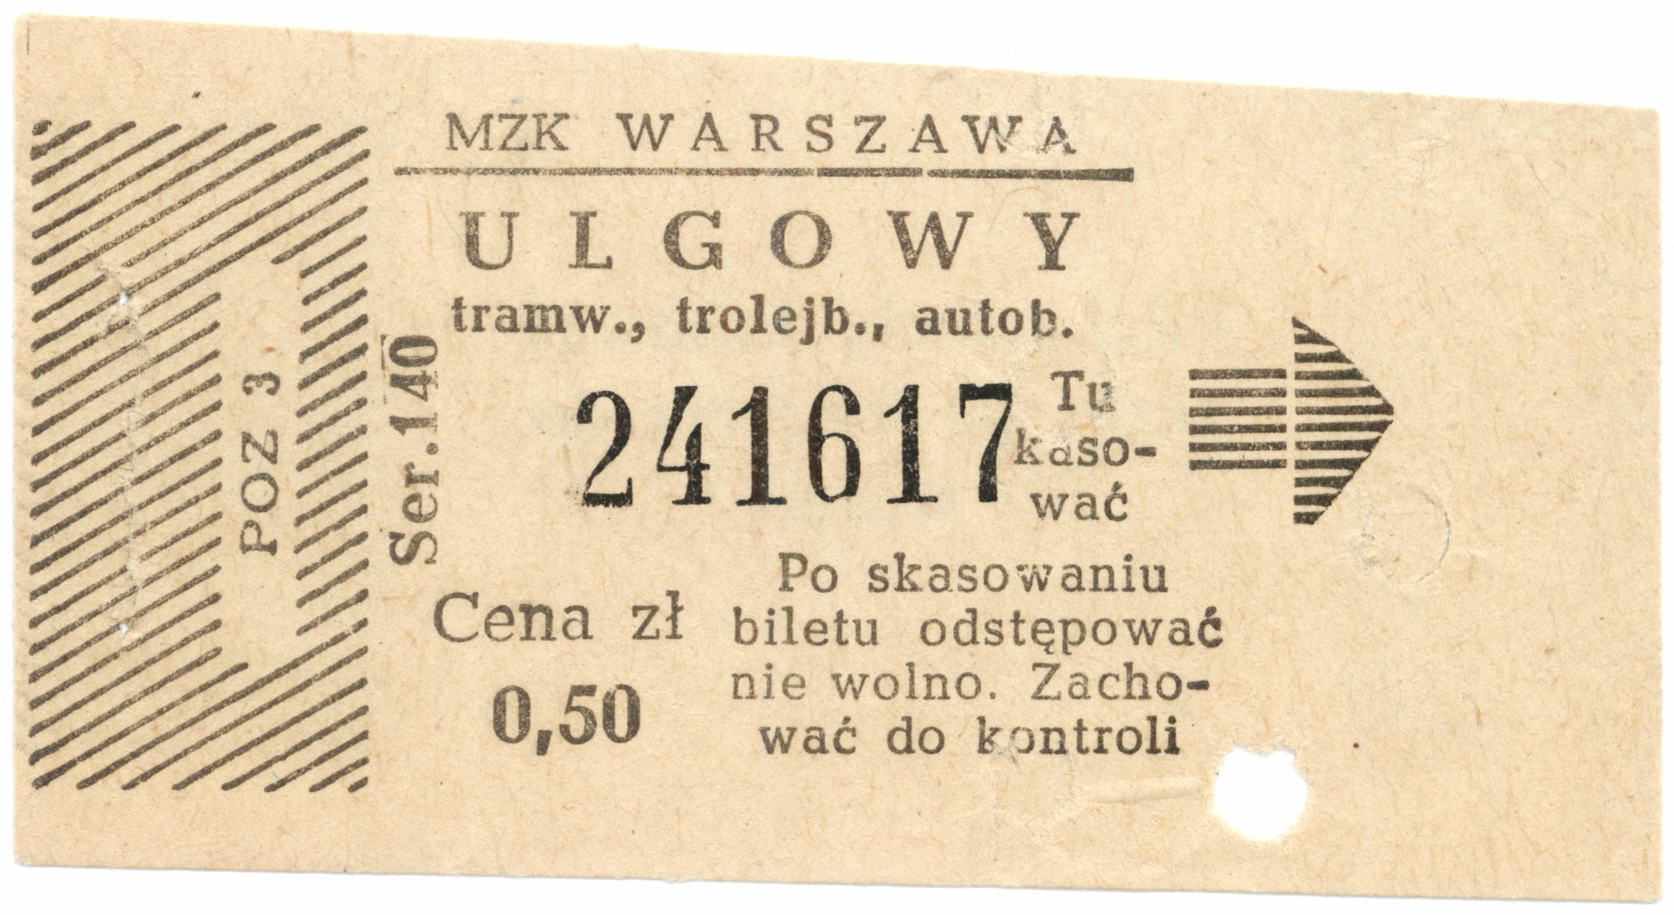 MZK WARSZAWA
ULGOWY
tramw., trolejb., autob.
POZ 3
Ser.140
241617
Tu
kaso-
wać
Cena zł
0,50
Po skasowaniu
biletu odstępować
nie wolno. Zacho-
wać do kontroli